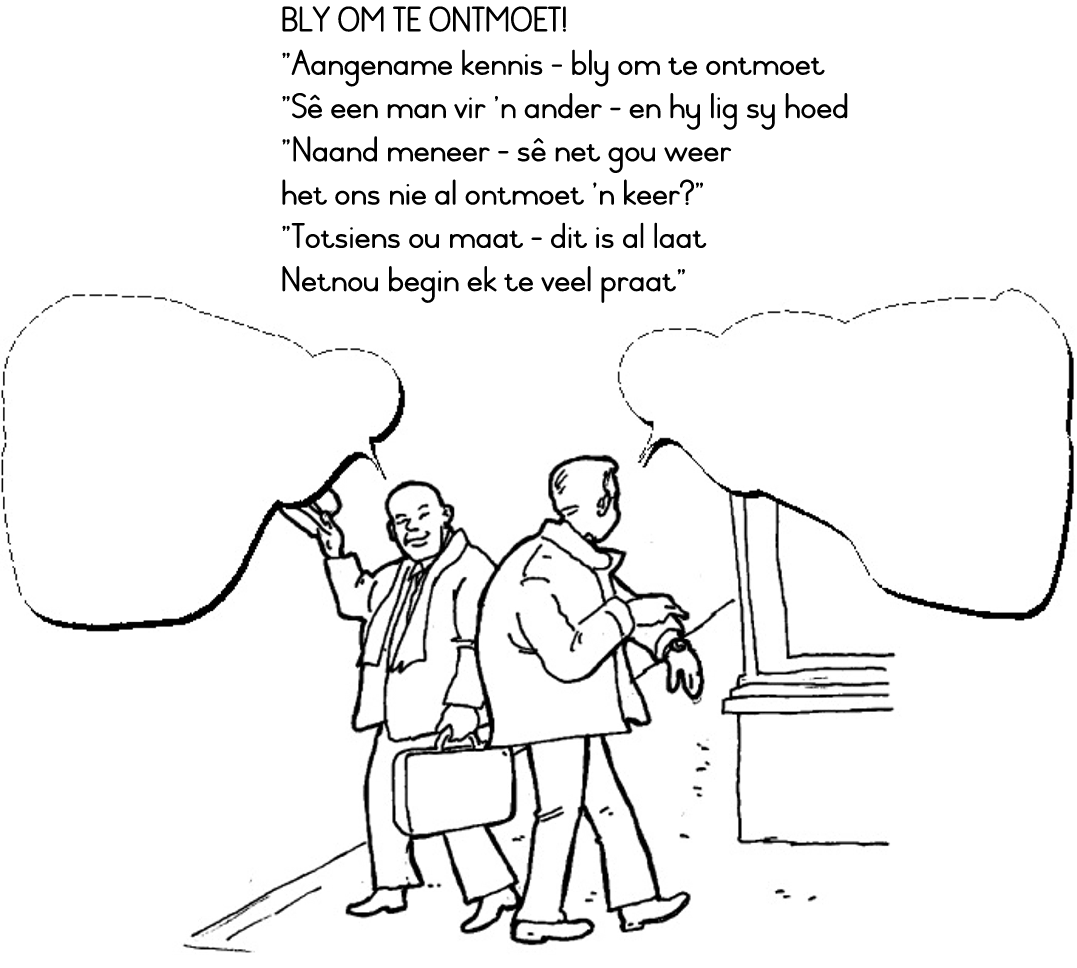 BLY OM TE ONTMOET!
"Aangename kennis - bly om te ontmoet
"Sê een man vir 'n ander - en hy lig sy hoed
"Naand meneer - sê net gou weer
het ons nie al ontmoet 'n keer?"
"Totsiens ou maat - dit is al laat
Netnou begin ek te veel praat"